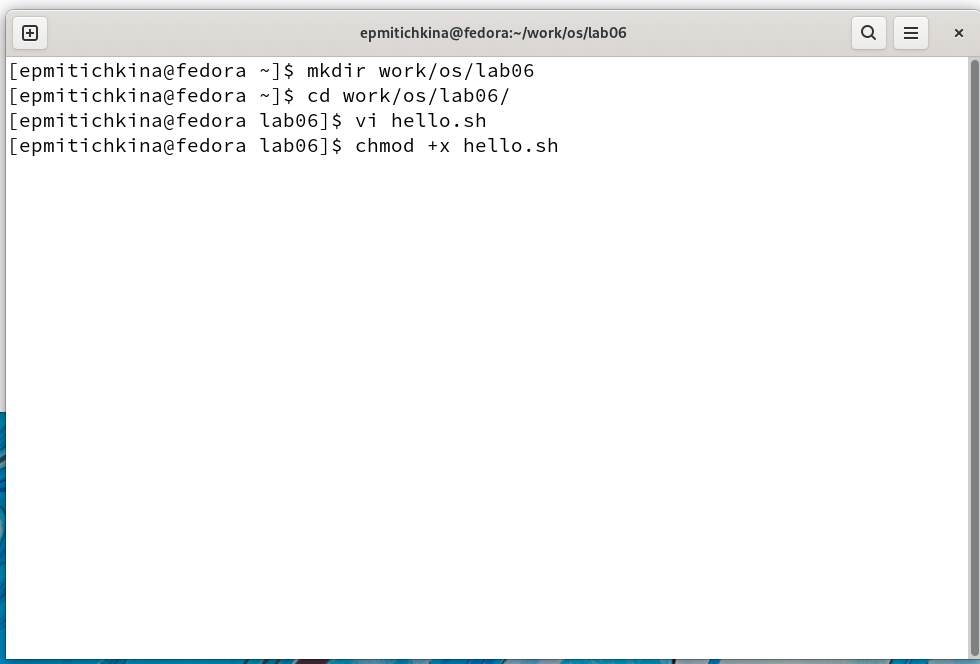 epmitichkina@fedora:~/work/os/lab06
[epmitichkina@fedora ~]$ mkdir work/os/lab06
[epmitichkina@fedora ~]$ cd work/os/lab06/
[epmitichkina@fedora lab06]$ vi hello.sh
[epmitichkina@fedora lab06]$ chmod +x hello.sh